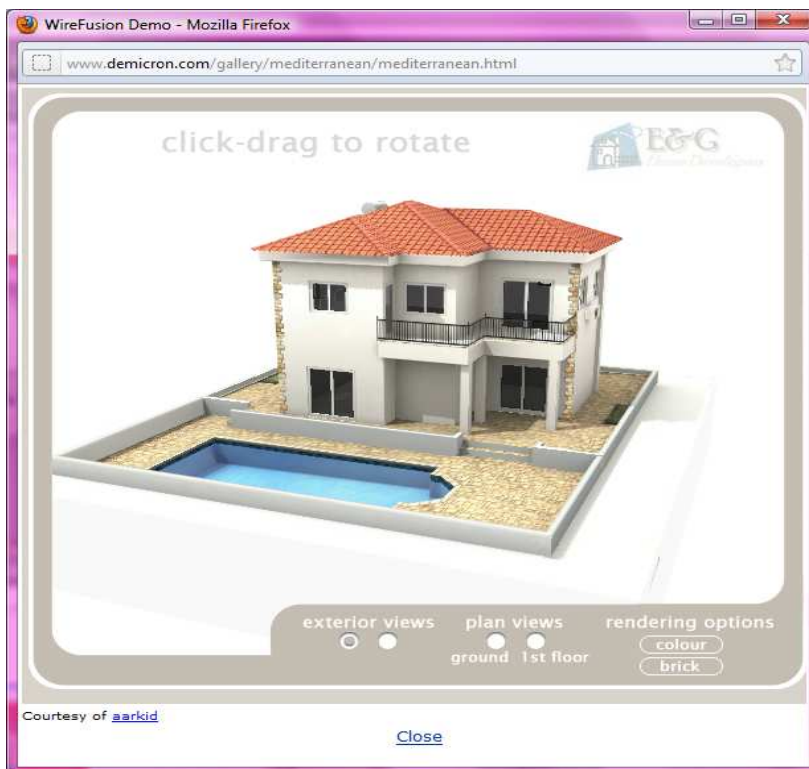 WireFusion Demo - Mozilla Firefox
www.demicron.com/gallery/mediterranean/mediterranean.html
click-drag to rotate
E&G
exterior views plan views rendering options
ground 1st floor
colour
brick
Courtesy of aarkid
Close